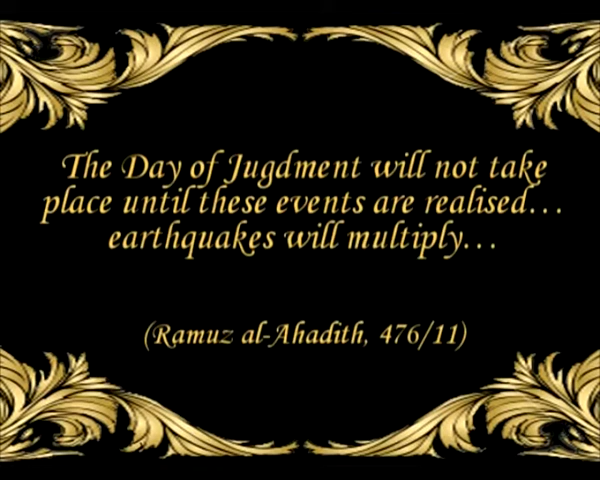 The Day of Jugdment will not take
place until these events are realised...
earthquakes will multiply...
(Ramuz al-Ahadith, 476/11)